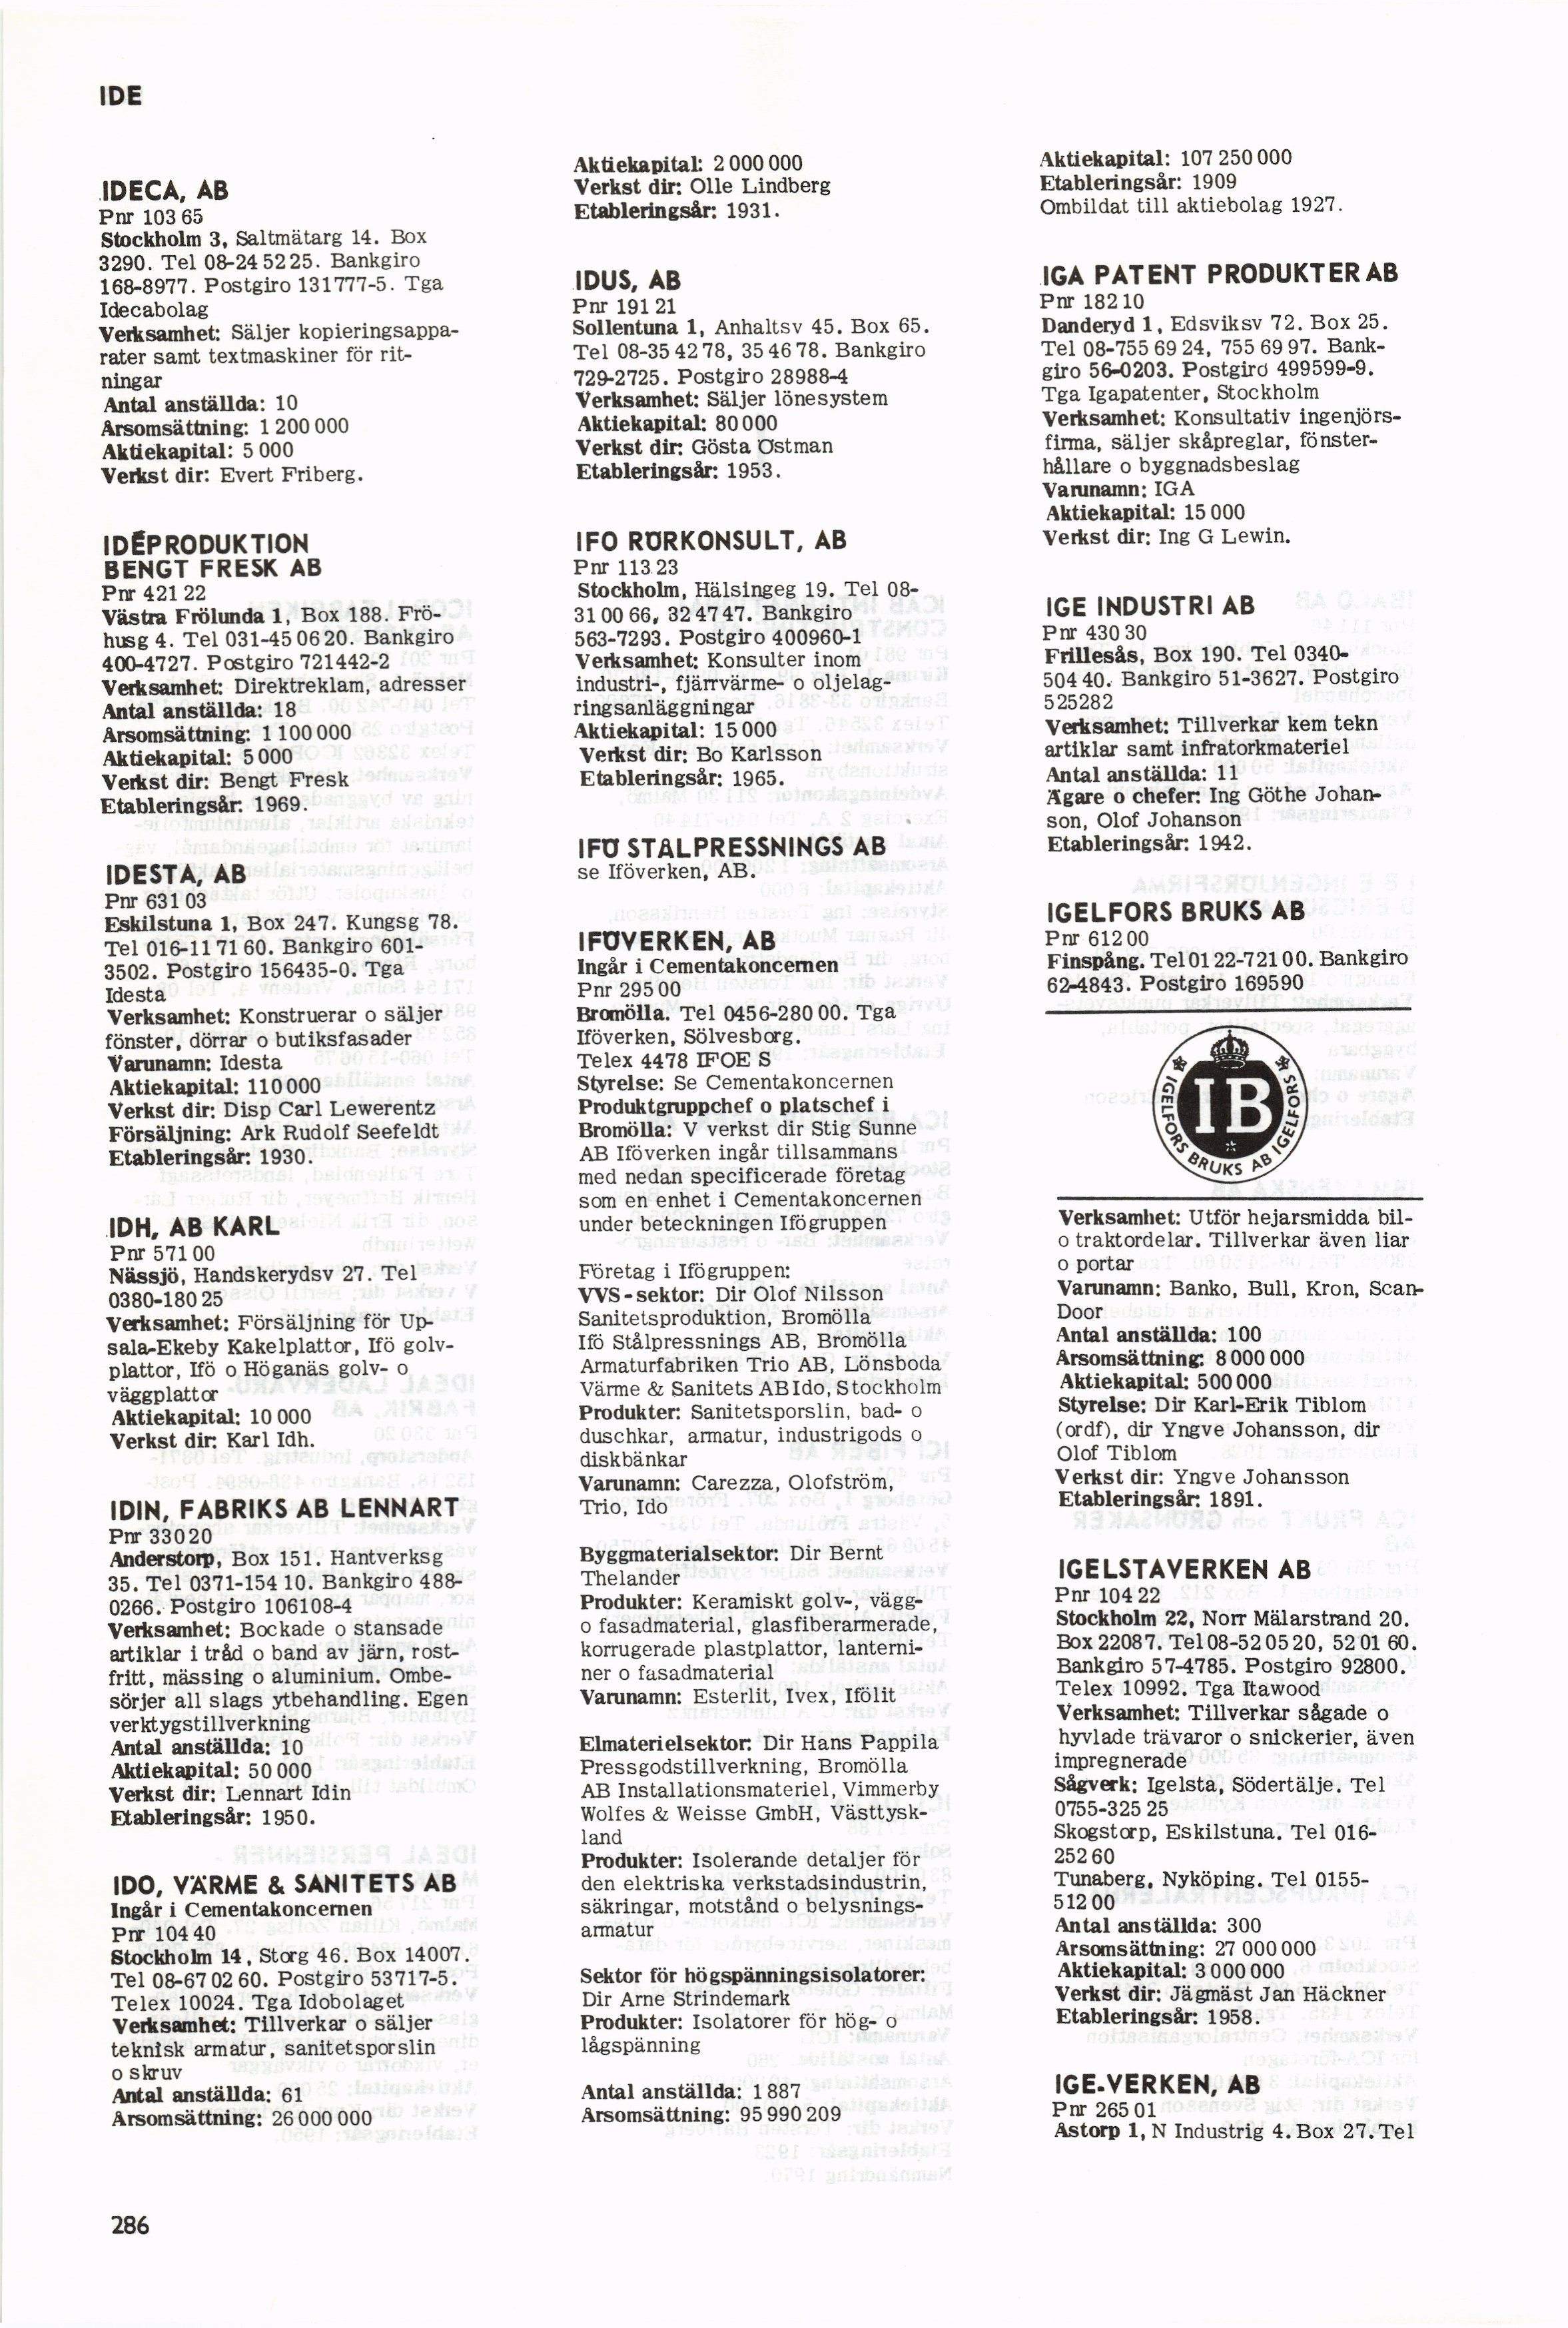 IDE
IDECA, AB
Pnr 103 65
Stockholm 3, Saltmätarg 14. Box
3290. Tel 08-24 52 25. Bankgiro
168-8977. Postgiro 131777-5. Tga
Idecabolag
Verksamhet: Säljer kopieringsappa-
rater samt textmaskiner för rit-
ningar
Antal anställda: 10
Årsomsättning: 1 200 000
Aktiekapital: 5 000
Verkst dir: Evert Friberg.
IDÉPRODUKTION
BENGT FRESK AB
Pnr 421 22
Västra Frölunda 1, Box 188. Frö-
husg 4. Tel 031-45 06 20. Bankgiro
400-4727. Postgiro 721442-2
Verksamhet: Direktreklam, adresser
Antal anställda: 18
Årsomsättning: 1 100 000
Aktiekapital: 5 000
Verkst dir: Bengt Fresk
Etableringsår: 1969.
IDESTA, AB
Pnr 631 03
Eskilstuna 1, Box 247. Kungsg 78.
Tel 016-11 71 60. Bankgiro 601-
3502. Postgiro 156435-0. Tga
Idesta
Verksamhet: Konstruerar o säljer
fönster, dörrar o butiksfasader
Varunamn: Idesta
Aktiekapital: 110 000
Verkst dir: Disp Carl Lewerentz
Försäljning: Ark Rudolf Seefeldt
Etableringsår: 1930.
IDH, AB KARL
Pnr 571 00
Nässjö, Handskerydsv 27. Tel
0380-180 25
Verksamhet: Försäljning för Up-
sala-Ekeby Kakelplattor, Ifö golv-
plattor, Ifö o Höganäs golv- o
väggplattor
Aktiekapital: 10 000
Verkst dir: Karl Idh.
IDIN, FABRIKS AB LENNART
Pnr 330 20
Anderstorp, Box 151. Hantverksg
35. Tel 0371-154 10. Bankgiro 488-
0266. Postgiro 106108-4
Verksamhet: Bockade o stansade
artiklar i tråd o band av järn, rost-
fritt, mässing o aluminium. Ombe-
sörjer all slags ytbehandling. Egen
verktygstillverkning
Antal anställda: 10
Aktiekapital: 50 000
Verkst dir: Lennart Idin
Etableringsår: 1950.
IDO, VÄRME & SANITETS AB
Ingår i Cementakoncernen
Pnr 104 40
Stockholm 14, Storg 46. Box 14007.
Tel 08-67 02 60. Postgiro 53717-5.
Telex 10024. Tga Idobolaget
Verksamhet: Tillverkar o säljer
teknisk armatur, sanitetsporslin
o skruv
Antal anställda: 61
Årsomsättning: 26 000 000
Aktiekapital: 2 000 000
Verkst dir: Olle Lindberg
Etableringsår: 1931.
IDUS, AB
Pnr 191 21
Sollentuna 1, Anhaltsv 45. Box 65.
Tel 08-35 42 78, 35 46 78. Bankgiro
729-2725. Postgiro 28988-4
Verksamhet: Säljer lönesystem
Aktiekapital: 80 000
Verkst dir: Gösta Östman
Etableringsår: 1953.
IFO RÖRKONSULT, AB
Pnr 113 23
Stockholm, Hälsingeg 19. Tel 08-
31 00 66, 32 47 47. Bankgiro
563-7293. Postgiro 400960-1
Verksamhet: Konsulter inom
industri-, fjärrvärme- o oljelag-
ringsanläggningar
Aktiekapital: 15 000
Verkst dir: Bo Karlsson
Etableringsår: 1965.
IFÖ STÅLPRESSNINGS AB
se Iföverken, AB.
IFÖVERKEN, AB
Ingår i Cementakoncernen
Pnr 295 00
Bromölla. Tel 0456-280 00. Tga
Iföverken, Sölvesborg.
Telex 4478 IFOE S
Styrelse: Se Cementakoncernen
Produktgruppchef o platschef i
Bromölla: V verkst dir Stig Sunne
AB Iföverken ingår tillsammans
med nedan specificerade företag
som en enhet i Cementakoncernen
under beteckningen Ifögruppen
Företag i Ifögruppen:
VVS-sektor: Dir Olof Nilsson
Sanitetsproduktion, Bromölla
Ifö Stålpressnings AB, Bromölla
Armaturfabriken Trio AB, Lönsboda
Värme & Sanitets AB Ido, Stockholm
Produkter: Sanitetsporslin, bad- o
duschkar, armatur, industrigods o
diskbänkar
Varunamn: Carezza, Olofström,
Trio, Ido
Byggmaterialsektor: Dir Bernt
Thelander
Produkter: Keramiskt golv-, vägg-
o fasadmaterial, glasfiberarmerade,
korrugerade plastplattor, lanterni-
ner o fasadmaterial
Varunamn: Esterlit, Ivex, Ifölit
Elmaterielsektor: Dir Hans Pappila
Pressgodstillverkning, Bromölla
AB Installationsmateriel, Vimmerby
Wolfes & Weisse GmbH, Västtysk-
land
Produkter: Isolerande detaljer för
den elektriska verkstadsindustrin,
säkringar, motstånd o belysnings-
armatur
Sektor för högspänningsisolatorer:
Dir Arne Strindemark
Produkter: Isolatorer för hög- o
lågspänning
Antal anställda: 1 887
Årsomsättning: 95 990 209
Aktiekapital: 107 250 000
Etableringsår: 1909
Ombildat till aktiebolag 1927.
IGA PATENT PRODUKTER AB
Pnr 182 10
Danderyd 1, Edsviksv 72. Box 25.
Tel 08-755 69 24, 755 69 97. Bank-
giro 56-0203. Postgiro 499599-9.
Tga Igapatenter, Stockholm
Verksamhet: Konsultativ ingenjörs-
firma, säljer skåpreglar, fönster-
hållare o byggnadsbeslag
Varunamn: IGA
Aktiekapital: 15 000
Verkst dir: Ing G Lewin.
IGE INDUSTRI AB
Pnr 430 30
Frillesås, Box 190. Tel 0340-
504 40. Bankgiro 51-3627. Postgiro
525282
Verksamhet: Tillverkar kem tekn
artiklar samt infratorkmateriel
Antal anställda: 11
Ägare o chefer: Ing Göthe Johan-
son, Olof Johanson
Etableringsår: 1942.
IGELFORS BRUKS AB
Pnr 612 00
Finspång. Tel 01 22-721 00. Bankgiro
62-4843. Postgiro 169590
IB
IGELFORS BRUKS AB IGELFORS
Verksamhet: Utför hejarsmidda bil-
o traktordelar. Tillverkar även liar
o portar
Varunamn: Banko, Bull, Kron, Scan-
Door
Antal anställda: 100
Årsomsättning: 8 000 000
Aktiekapital: 500 000
Styrelse: Dir Karl-Erik Tiblom
(ordf), dir Yngve Johansson, dir
Olof Tiblom
Verkst dir: Yngve Johansson
Etableringsår: 1891.
IGELSTAVERKEN AB
Pnr 104 22
Stockholm 22, Norr Mälarstrand 20.
Box 22087. Tel 08-52 05 20, 52 01 60.
Bankgiro 57-4785. Postgiro 92800.
Telex 10992. Tga Itawood
Verksamhet: Tillverkar sågade o
hyvlade trävaror o snickerier, även
impregnerade
Sågverk: Igelsta, Södertälje. Tel
0755-325 25
Skogstorp, Eskilstuna. Tel 016-
252 60
Tunaberg, Nyköping. Tel 0155-
512 00
Antal anställda: 300
Årsomsättning: 27 000 000
Aktiekapital: 3 000 000
Verkst dir: Jägmäst Jan Häckner
Etableringsår: 1958.
IGE-VERKEN, AB
Pnr 265 01
Åstorp 1, N Industrig 4. Box 27. Tel
286